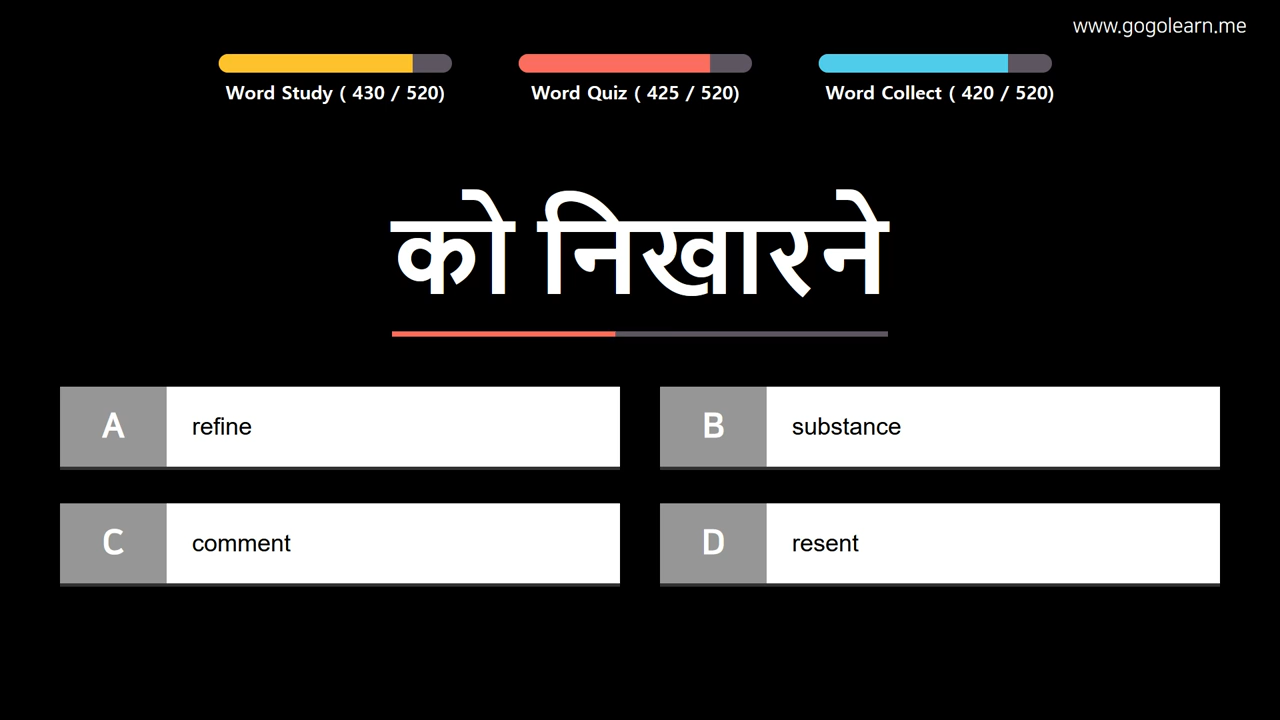 www.gogolearn.me
Word Study ( 430 / 520)
Word Quiz ( 425 / 520)
Word Collect ( 420 / 520)
को निखारने
A refine
B substance
C comment
D resent